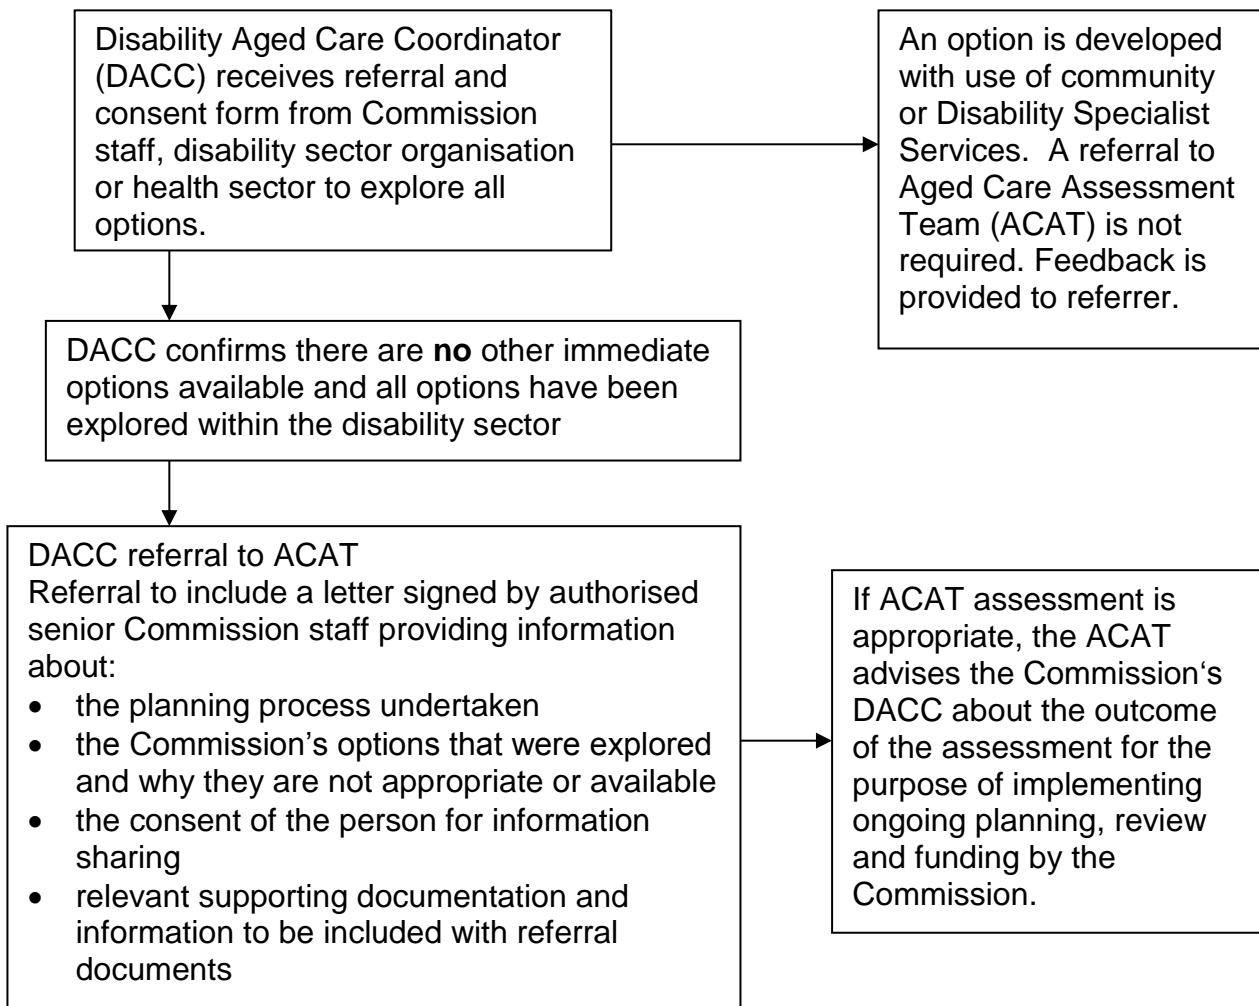 Disability Aged Care Coordinator
(DACC) receives referral and
consent form from Commission
staff, disability sector organisation
or health sector to explore all
options.
An option is developed
with use of community
or Disability Specialist
Services.  A referral to
Aged Care Assessment
Team (ACAT) is not
required. Feedback is
provided to referrer.
DACC confirms there are no other immediate
options available and all options have been
explored within the disability sector
DACC referral to ACAT
Referral to include a letter signed by authorised
senior Commission staff providing information
about:
• the planning process undertaken
• the Commission’s options that were explored
and why they are not appropriate or available
• the consent of the person for information
sharing
• relevant supporting documentation and
information to be included with referral
documents
If ACAT assessment is
appropriate, the ACAT
advises the Commission‘s
DACC about the outcome
of the assessment for the
purpose of implementing
ongoing planning, review
and funding by the
Commission.